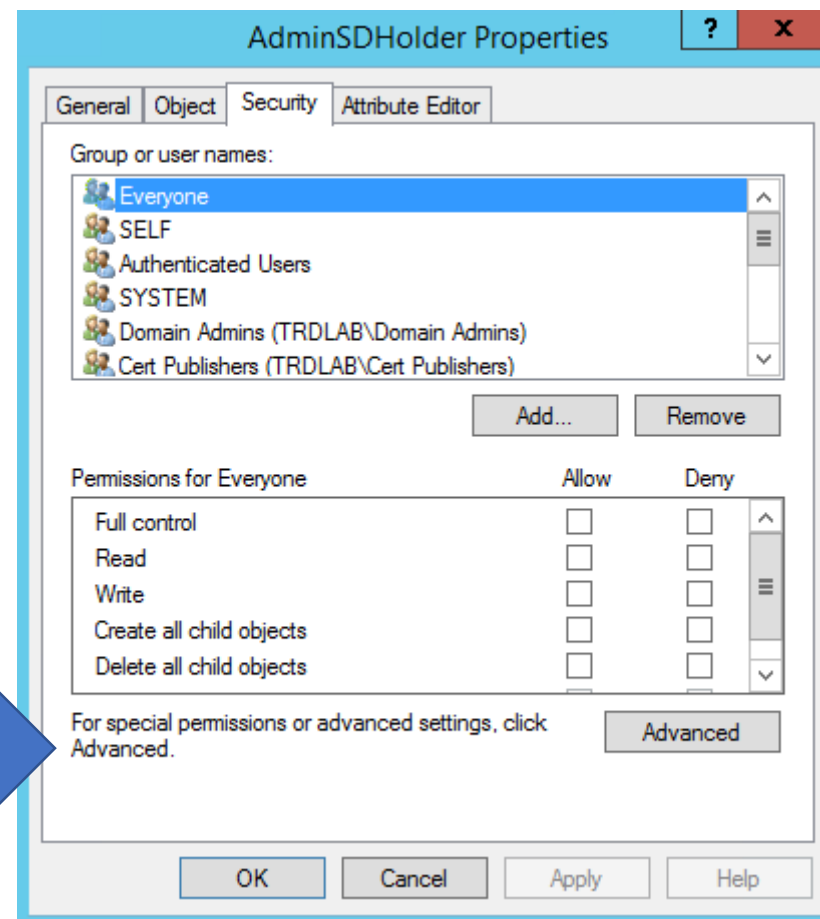 AdminSDHolder Properties
? x
General Object Security Attribute Editor
Group or user names:
Everyone
SELF
Authenticated Users
SYSTEM
Domain Admins (TRDLAB\Domain Admins)
Cert Publishers (TRDLAB\Cert Publishers)
Add... Remove
Permissions for Everyone Allow Deny
Full control
Read
Write
Create all child objects
Delete all child objects
For special permissions or advanced settings, click
Advanced.
Advanced
OK Cancel Apply Help